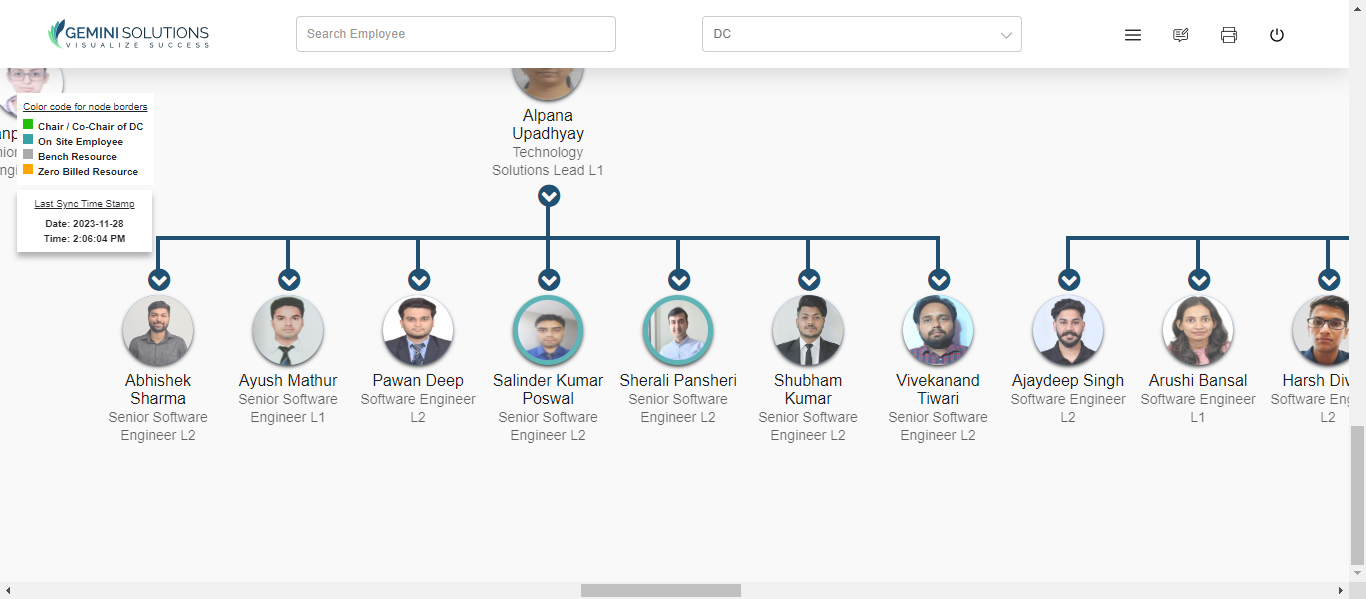 GEMINI SOLUTIONS
VISUALIZE SUCCESS
Search Employee
DC
Color code for node borders
Chair / Co-Chair of DC
On Site Employee
Bench Resource
Zero Billed Resource
Last Sync Time Stamp
Date: 2023-11-28
Time: 2:06:04 PM
Alpana
Upadhyay
Technology
Solutions Lead L1
Abhishek
Sharma
Senior Software
Engineer L2
Ayush Mathur
Senior Software
Engineer L1
Pawan Deep
Software Engineer
L2
Salinder Kumar
Poswal
Senior Software
Engineer L2
Sherali Pansheri
Senior Software
Engineer L2
Shubham
Kumar
Senior Software
Engineer L2
Vivekanand
Tiwari
Senior Software
Engineer L2
Ajaydeep Singh
Software Engineer
L2
Arushi Bansal
Software Engineer
L1
Harsh
Software
L2